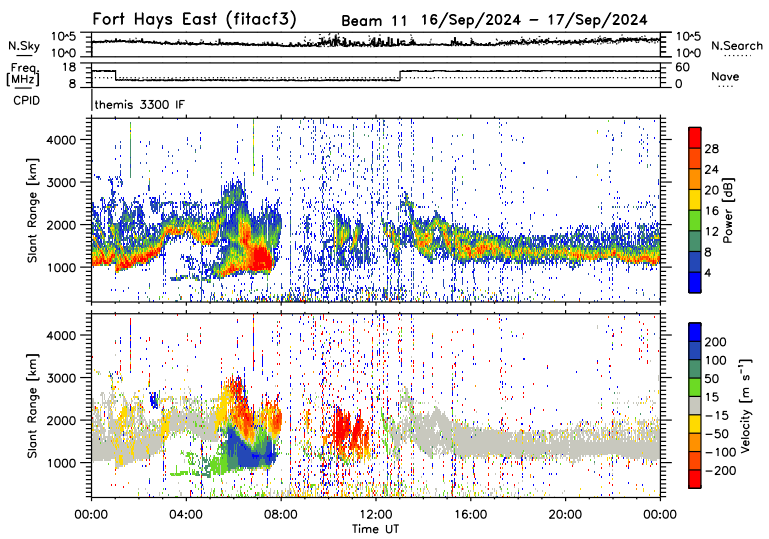 Fort Hays East (fitacf3) Beam 11 16/Sep/2024 − 17/Sep/2024
N.Sky 10^5 10^0 10^5 10^0 N.Search
Freq. [MHz] 18 8 60 0 Nave
CPID themis 3300 IF
Slant Range [km] 4000 3000 2000 1000
28 24 20 16 12 8 4 Power [dB]
Slant Range [km] 4000 3000 2000 1000
200 100 50 15 −15 −50 −100 −200 Velocity [m s⁻¹]
00:00 04:00 08:00 12:00 16:00 20:00 00:00
Time UT